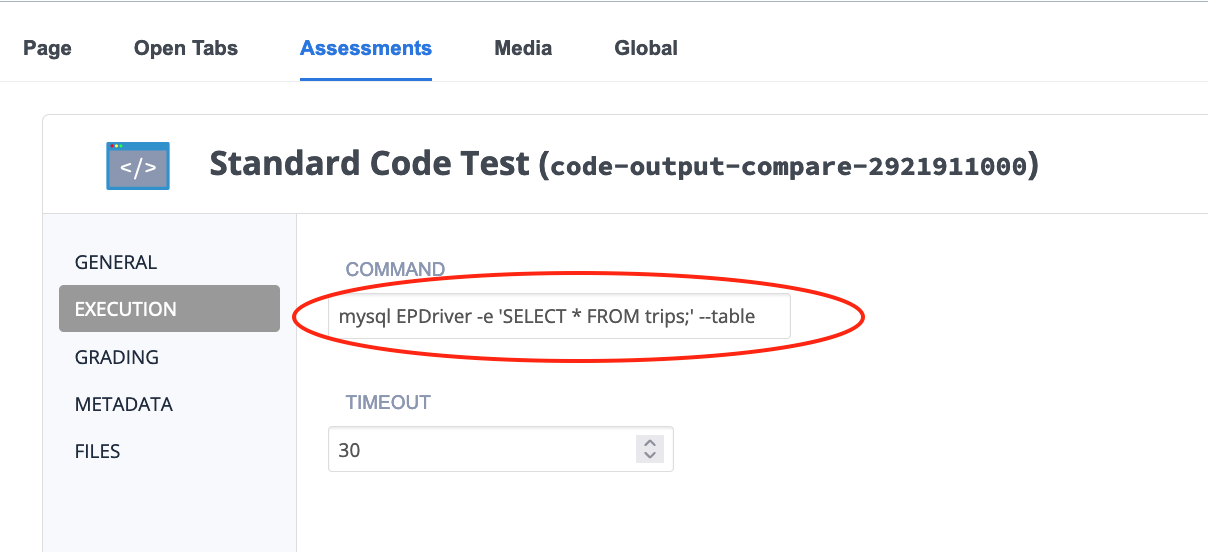 Page Open Tabs Assessments Media Global
</> Standard Code Test (code-output-compare-2921911000)
GENERAL
EXECUTION
GRADING
METADATA
FILES
COMMAND
mysql EPDriver -e 'SELECT * FROM trips;' --table
TIMEOUT
30